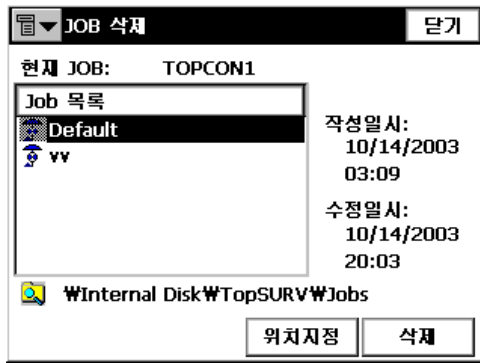 JOB 삭제 닫기
현재 JOB: TOPCON1
Job 목록
Default
vv
작성일시:
10/14/2003
03:09
수정일시:
10/14/2003
20:03
₩Internal Disk₩TopSURV₩Jobs
위치지정 삭제